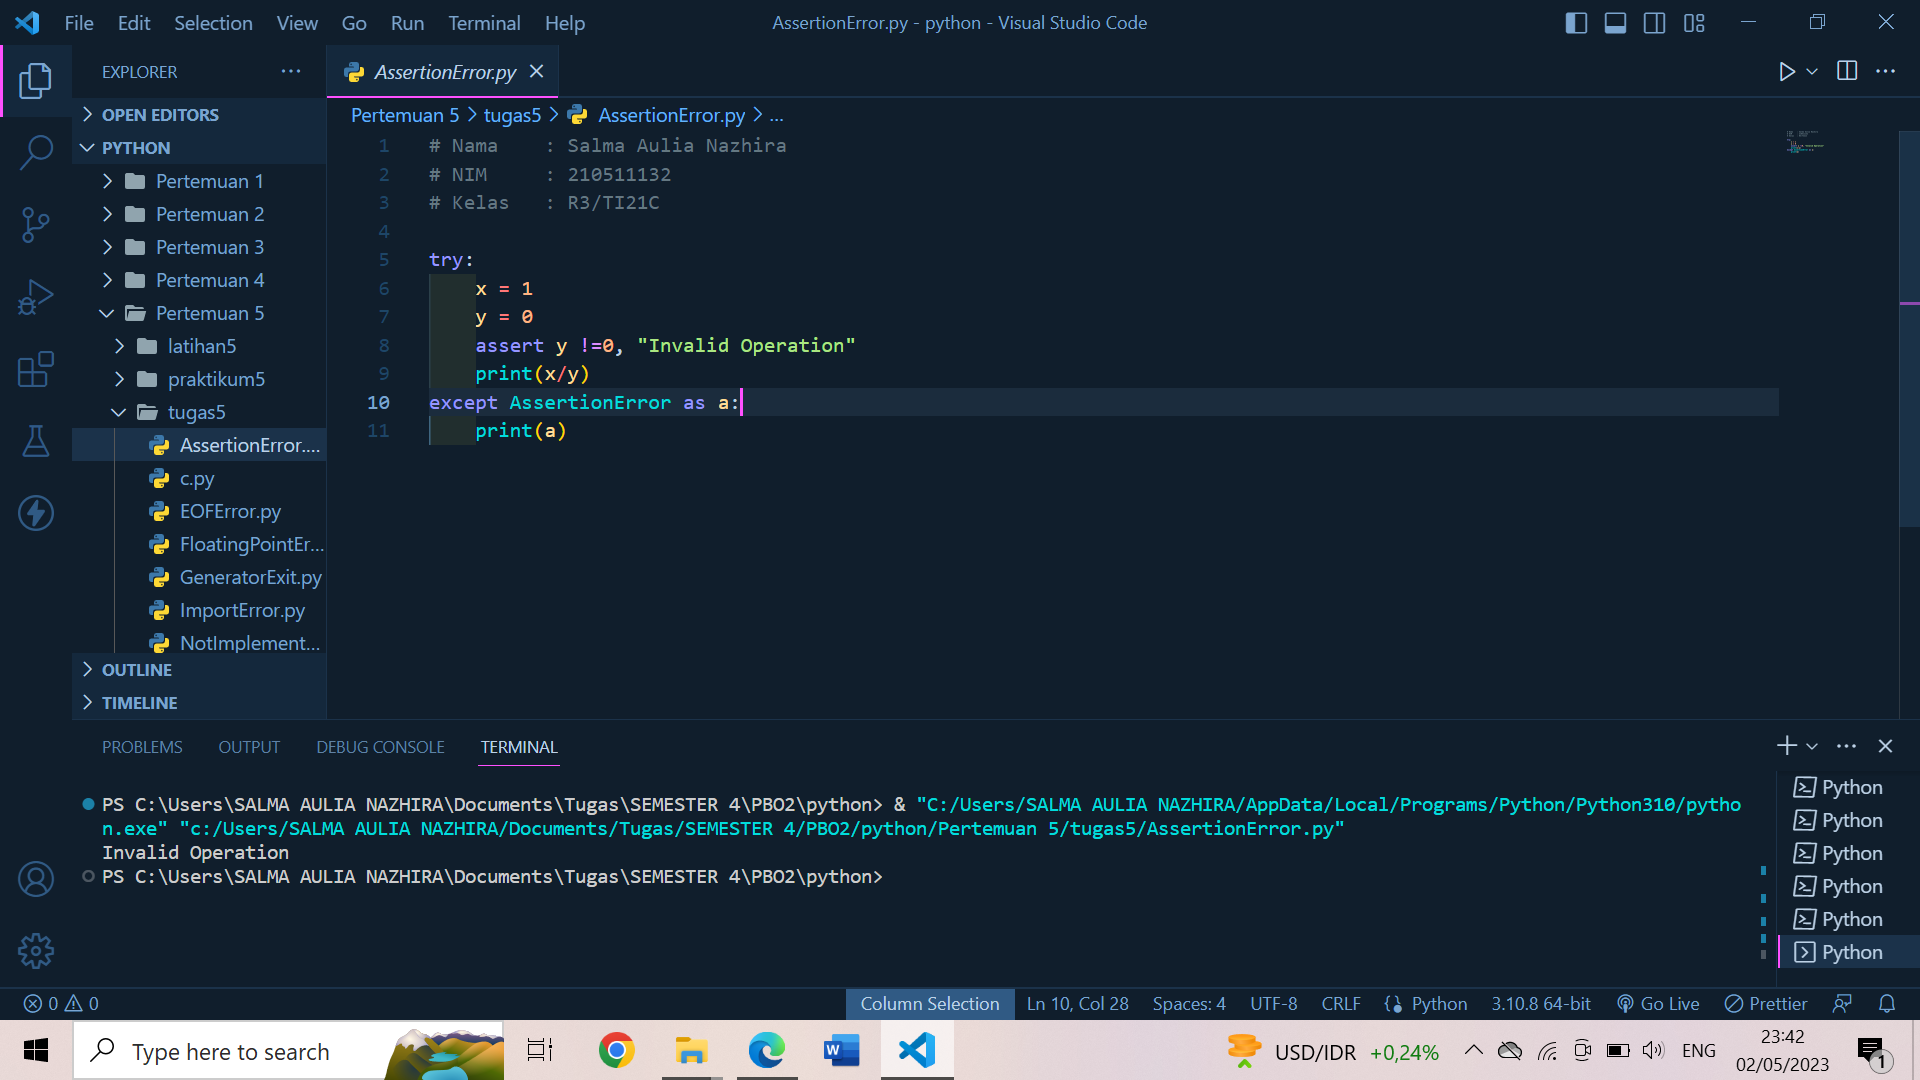 File Edit Selection View Go Run Terminal Help
AssertionError.py - python - Visual Studio Code
EXPLORER
OPEN EDITORS
PYTHON
Pertemuan 1
Pertemuan 2
Pertemuan 3
Pertemuan 4
Pertemuan 5
latihan5
praktikum5
tugas5
AssertionError....
c.py
EOFError.py
FloatingPointEr...
GeneratorExit.py
ImportError.py
NotImplement...
OUTLINE
TIMELINE
AssertionError.py
Pertemuan 5 > tugas5 > AssertionError.py > ...
1 # Nama    : Salma Aulia Nazhira
2 # NIM     : 210511132
3 # Kelas   : R3/TI21C
4
5 try:
6     x = 1
7     y = 0
8     assert y !=0, "Invalid Operation"
9     print(x/y)
10 except AssertionError as a:
11     print(a)
PROBLEMS OUTPUT DEBUG CONSOLE TERMINAL
PS C:\Users\SALMA AULIA NAZHIRA\Documents\Tugas\SEMESTER 4\PBO2\python> & "C:/Users/SALMA AULIA NAZHIRA/AppData/Local/Programs/Python/Python310/pytho
n.exe" "c:/Users/SALMA AULIA NAZHIRA/Documents/Tugas/SEMESTER 4/PBO2/python/Pertemuan 5/tugas5/AssertionError.py"
Invalid Operation
PS C:\Users\SALMA AULIA NAZHIRA\Documents\Tugas\SEMESTER 4\PBO2\python>
Python
Python
Python
Python
Python
Python
0 0
Column Selection Ln 10, Col 28 Spaces: 4 UTF-8 CRLF Python 3.10.8 64-bit Go Live Prettier
Type here to search
USD/IDR +0,24%
ENG
23:42
02/05/2023
1